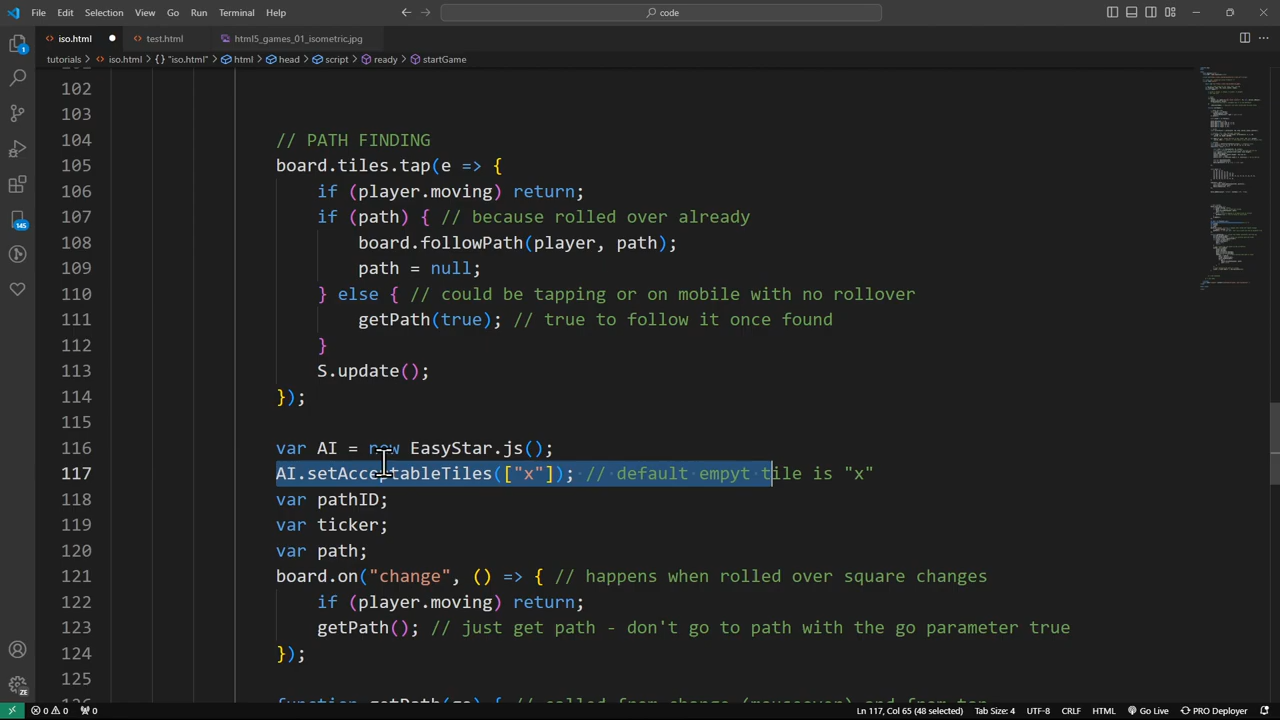 File Edit Selection View Go Run Terminal Help
code
iso.html
test.html
html5_games_01_isometric.jpg
tutorials > iso.html > {} "iso.html" > html > head > script > ready > startGame
102
103
104 // PATH FINDING
105 board.tiles.tap(e => {
106 if (player.moving) return;
107 if (path) { // because rolled over already
108 board.followPath(player, path);
109 path = null;
110 } else { // could be tapping or on mobile with no rollover
111 getPath(true); // true to follow it once found
112 }
113 S.update();
114 });
115
116 var AI = new EasyStar.js();
117 AI.setAcceptableTiles(["x"]); // default empyt tile is "x"
118 var pathID;
119 var ticker;
120 var path;
121 board.on("change", () => { // happens when rolled over square changes
122 if (player.moving) return;
123 getPath(); // just get path - don't go to path with the go parameter true
124 });
125
1
145
ZE
0 0 0 Ln 117, Col 65 (48 selected) Tab Size: 4 UTF-8 CRLF HTML Go Live PRO Deployer